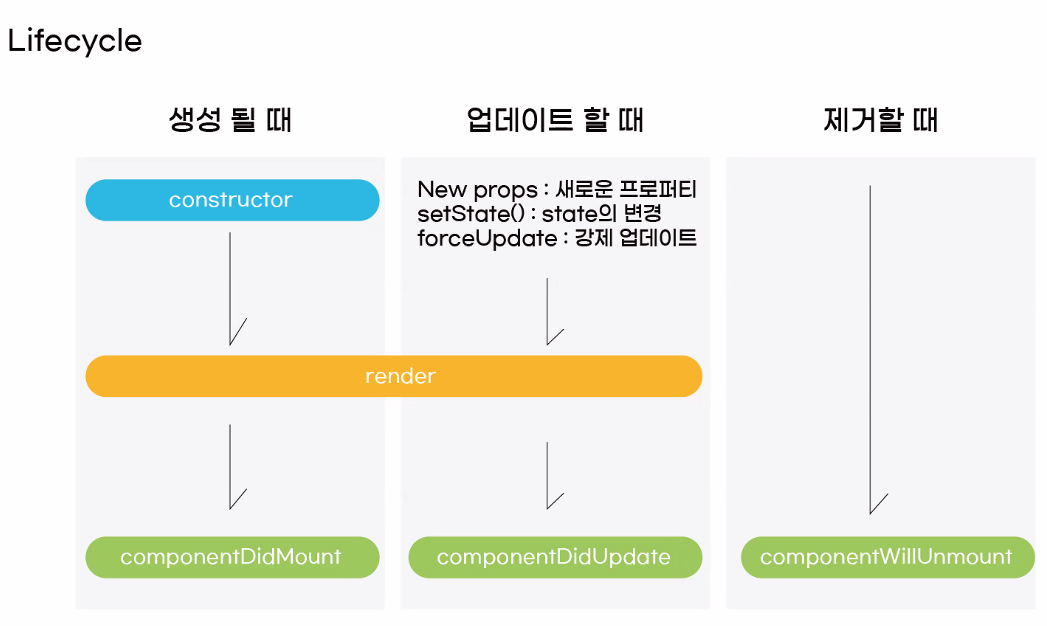 Lifecycle
생성 될 때
업데이트 할 때
제거할 때
constructor
New props : 새로운 프로퍼티
setState() : state의 변경
forceUpdate : 강제 업데이트
render
componentDidMount
componentDidUpdate
componentWillUnmount